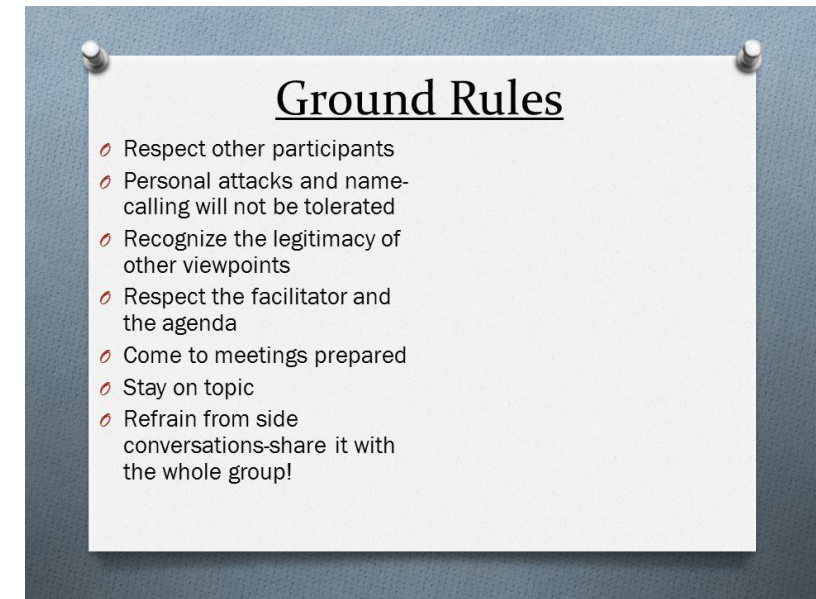 Ground Rules
Respect other participants
Personal attacks and name-
calling will not be tolerated
Recognize the legitimacy of
other viewpoints
Respect the facilitator and
the agenda
Come to meetings prepared
Stay on topic
Refrain from side
conversations-share it with
the whole group!